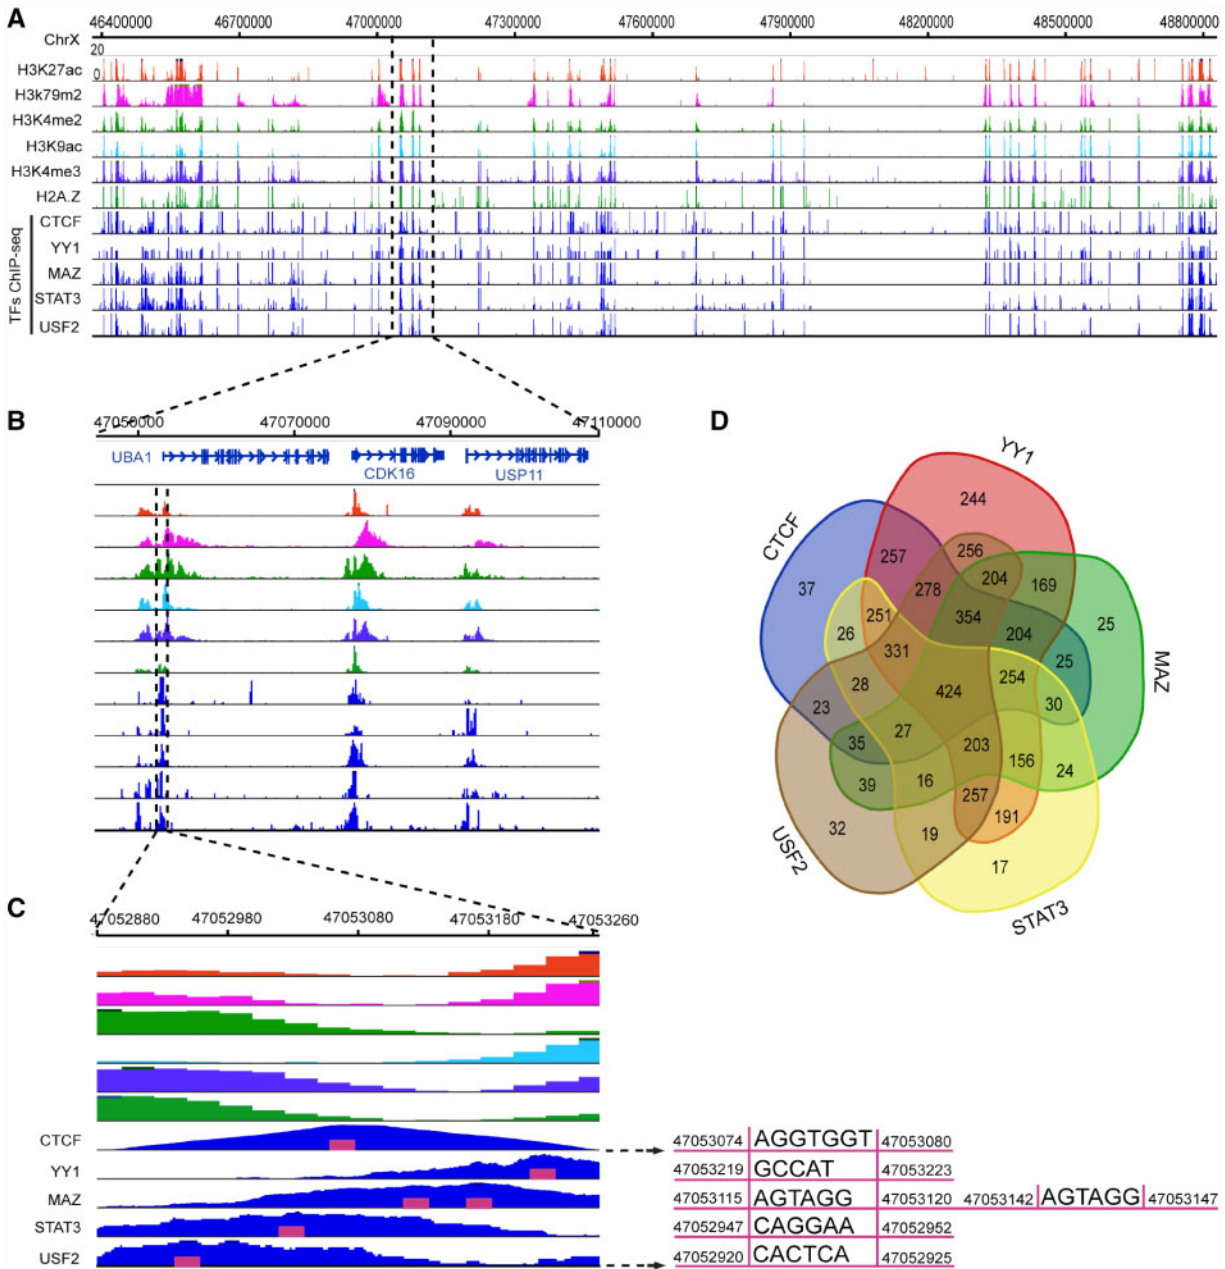 A
46400000 46700000 47000000 47300000 47600000 47900000 48200000 48500000 48800000
ChrX
20
0
H3K27ac
H3k79m2
H3K4me2
H3K9ac
H3K4me3
H2A.Z
TFs ChIP-seq
CTCF
YY1
MAZ
STAT3
USF2
B
47050000 47070000 47090000 47110000
UBA1
CDK16
USP11
C
47052880 47052980 47053080 47053180 47053260
CTCF
YY1
MAZ
STAT3
USF2
47053074 AGGTGGT 47053080
47053219 GCCAT 47053223
47053115 AGTAGG 47053120 47053142 AGTAGG 47053147
47052947 CAGGAA 47052952
47052920 CACTCA 47052925
D
YY1
CTCF
MAZ
USF2
STAT3
244
257 256
37 278 204 169
26 251 354 204 25
331 25
28 424 254 30
23 27
35 203 156 24
39 16 257
32 19 191
17